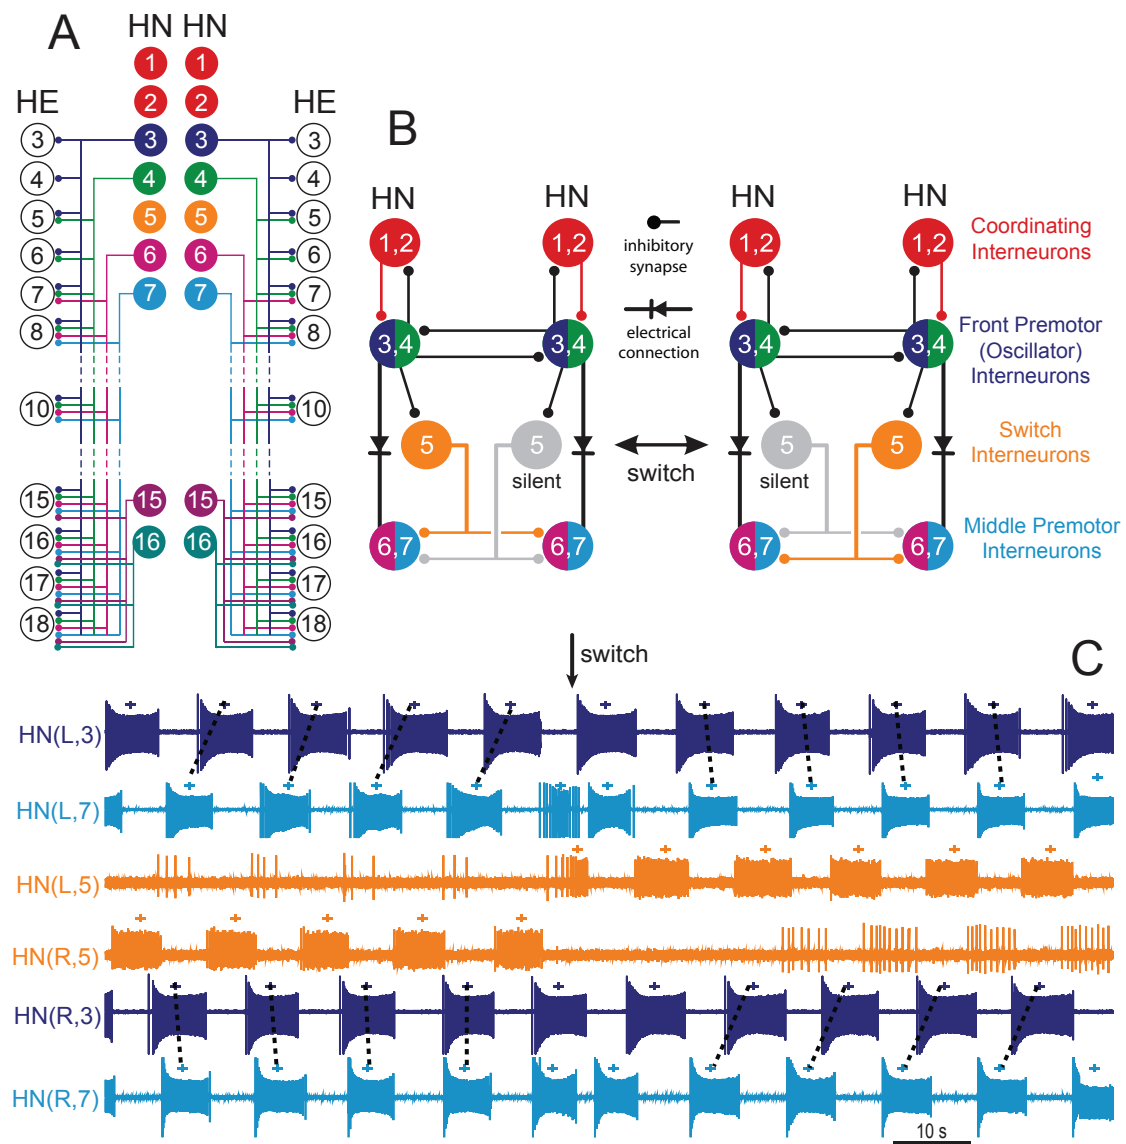 A
HN HN
1 1
2 2
HE HE
3 3 3 3
4 4 4 4
5 5 5 5
6 6 6 6
7 7 7 7
8 8
10 10
15 15 15 15
16 16 16 16
17 17
18 18
B
HN HN HN HN
1,2 1,2 1,2 1,2
inhibitory
synapse
Coordinating
Interneurons
3,4 3,4 3,4 3,4
electrical
connection
Front Premotor
(Oscillator)
Interneurons
5 5 5 5
silent
switch
silent
Switch
Interneurons
6,7 6,7 6,7 6,7
Middle Premotor
Interneurons
switch
C
HN(L,3)
HN(L,7)
HN(L,5)
HN(R,5)
HN(R,3)
HN(R,7)
10 s